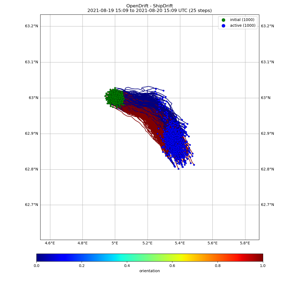 OpenDrift - ShipDrift
2021-08-19 15:09 to 2021-08-20 15:09 UTC (25 steps)
initial (1000)
active (1000)
63.2°N 63.2°N
63.1°N 63.1°N
63°N 63°N
62.9°N 62.9°N
62.8°N 62.8°N
62.7°N 62.7°N
4.6°E 4.8°E 5°E 5.2°E 5.4°E 5.6°E 5.8°E
0.0 0.2 0.4 0.6 0.8 1.0
orientation